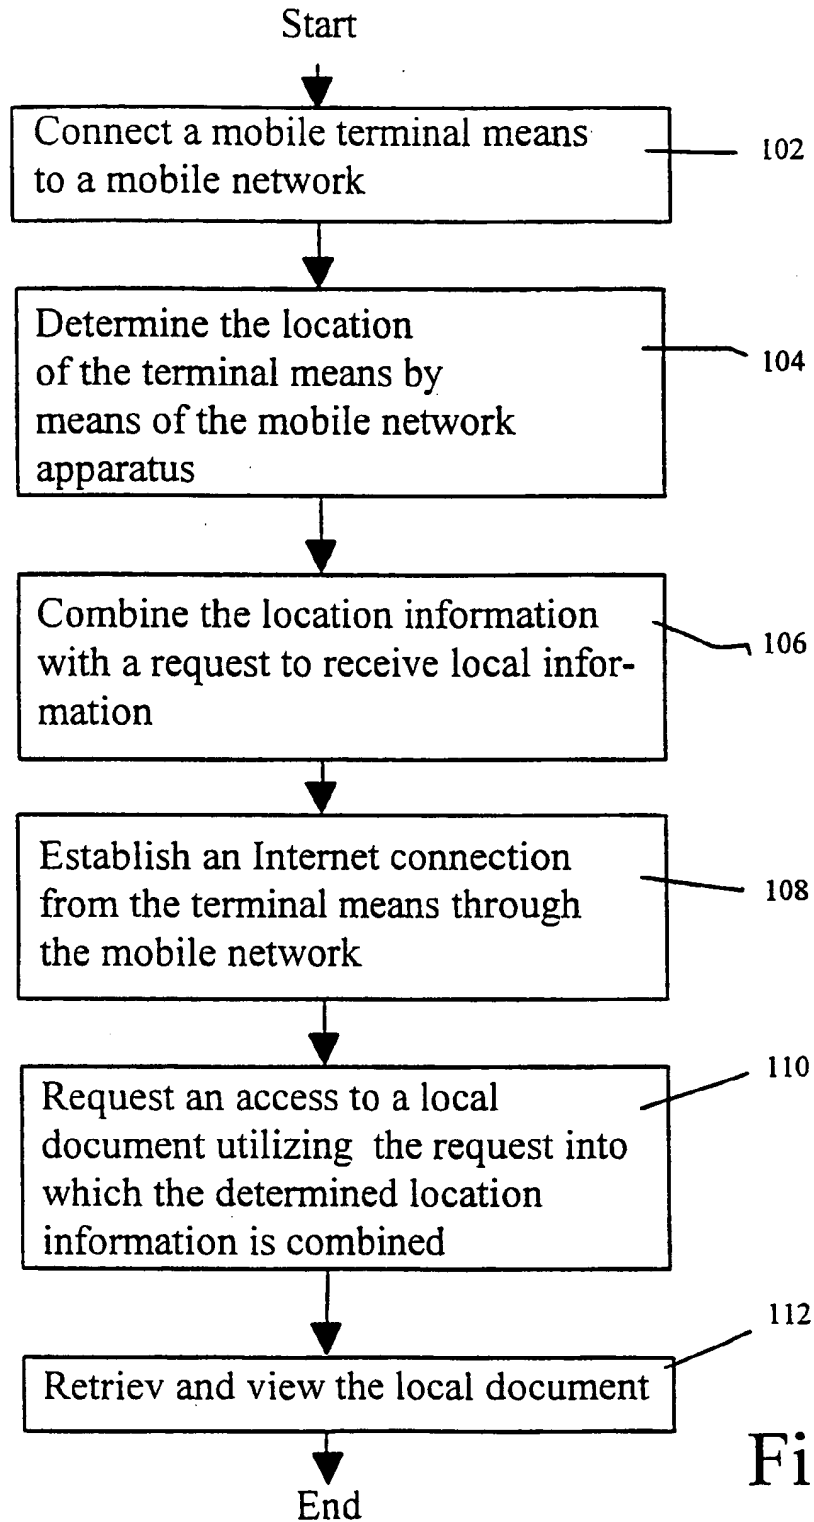 Start
Connect a mobile terminal means
to a mobile network
102
Determine the location
of the terminal means by
means of the mobile network
apparatus
104
Combine the location information
with a request to receive local infor-
mation
106
Establish an Internet connection
from the terminal means through
the mobile network
108
Request an access to a local
document utilizing the request into
which the determined location
information is combined
110
Retriev and view the local document
112
End
Fi